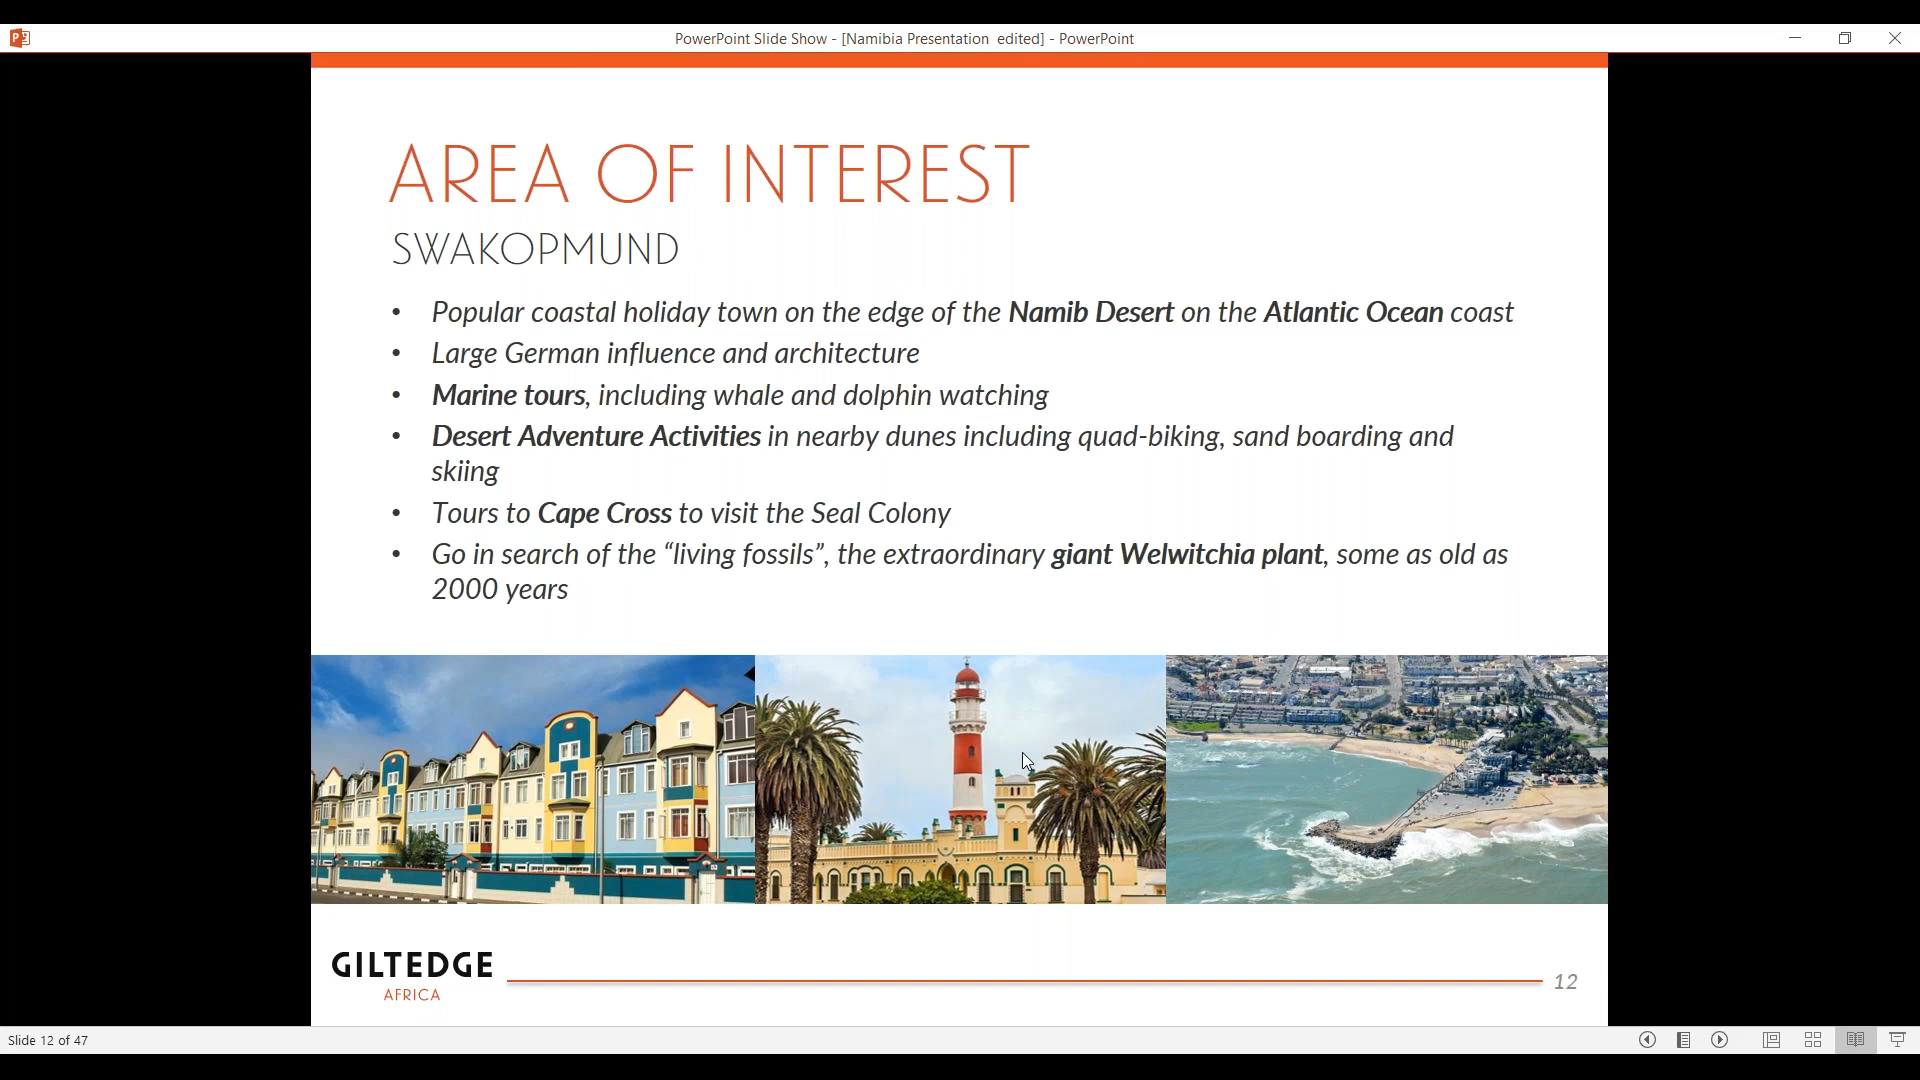 PowerPoint Slide Show - [Namibia Presentation  edited] - PowerPoint
AREA OF INTEREST
SWAKOPMUND
• Popular coastal holiday town on the edge of the Namib Desert on the Atlantic Ocean coast
• Large German influence and architecture
• Marine tours, including whale and dolphin watching
• Desert Adventure Activities in nearby dunes including quad-biking, sand boarding and
skiing
• Tours to Cape Cross to visit the Seal Colony
• Go in search of the “living fossils”, the extraordinary giant Welwitchia plant, some as old as
2000 years
GILTEDGE
AFRICA
12
Slide 12 of 47